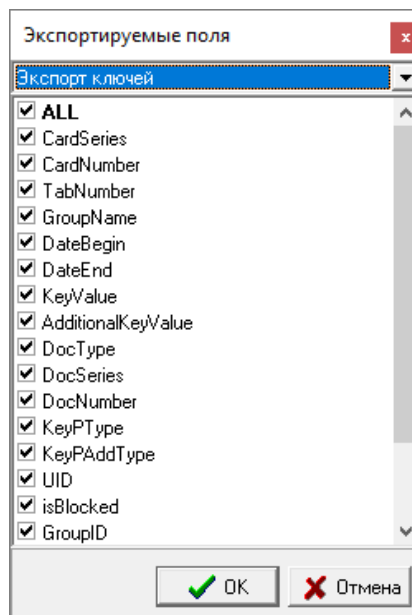 Экспортируемые поля
Экспорт ключей
ALL
CardSeries
CardNumber
TabNumber
GroupName
DateBegin
DateEnd
KeyValue
AdditionalKeyValue
DocType
DocSeries
DocNumber
KeyPType
KeyPAddType
UID
isBlocked
GroupID
OK
Отмена